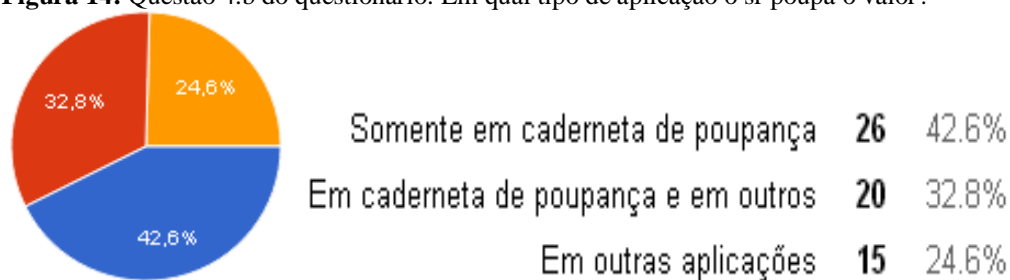 Figura 14: Questão 4.b do questionário: Em qual tipo de aplicação o sr poupa o valor?
32,8%
24,6%
42,6%
Somente em caderneta de poupança 26 42.6%
Em caderneta de poupança e em outros 20 32.8%
Em outras aplicações 15 24.6%